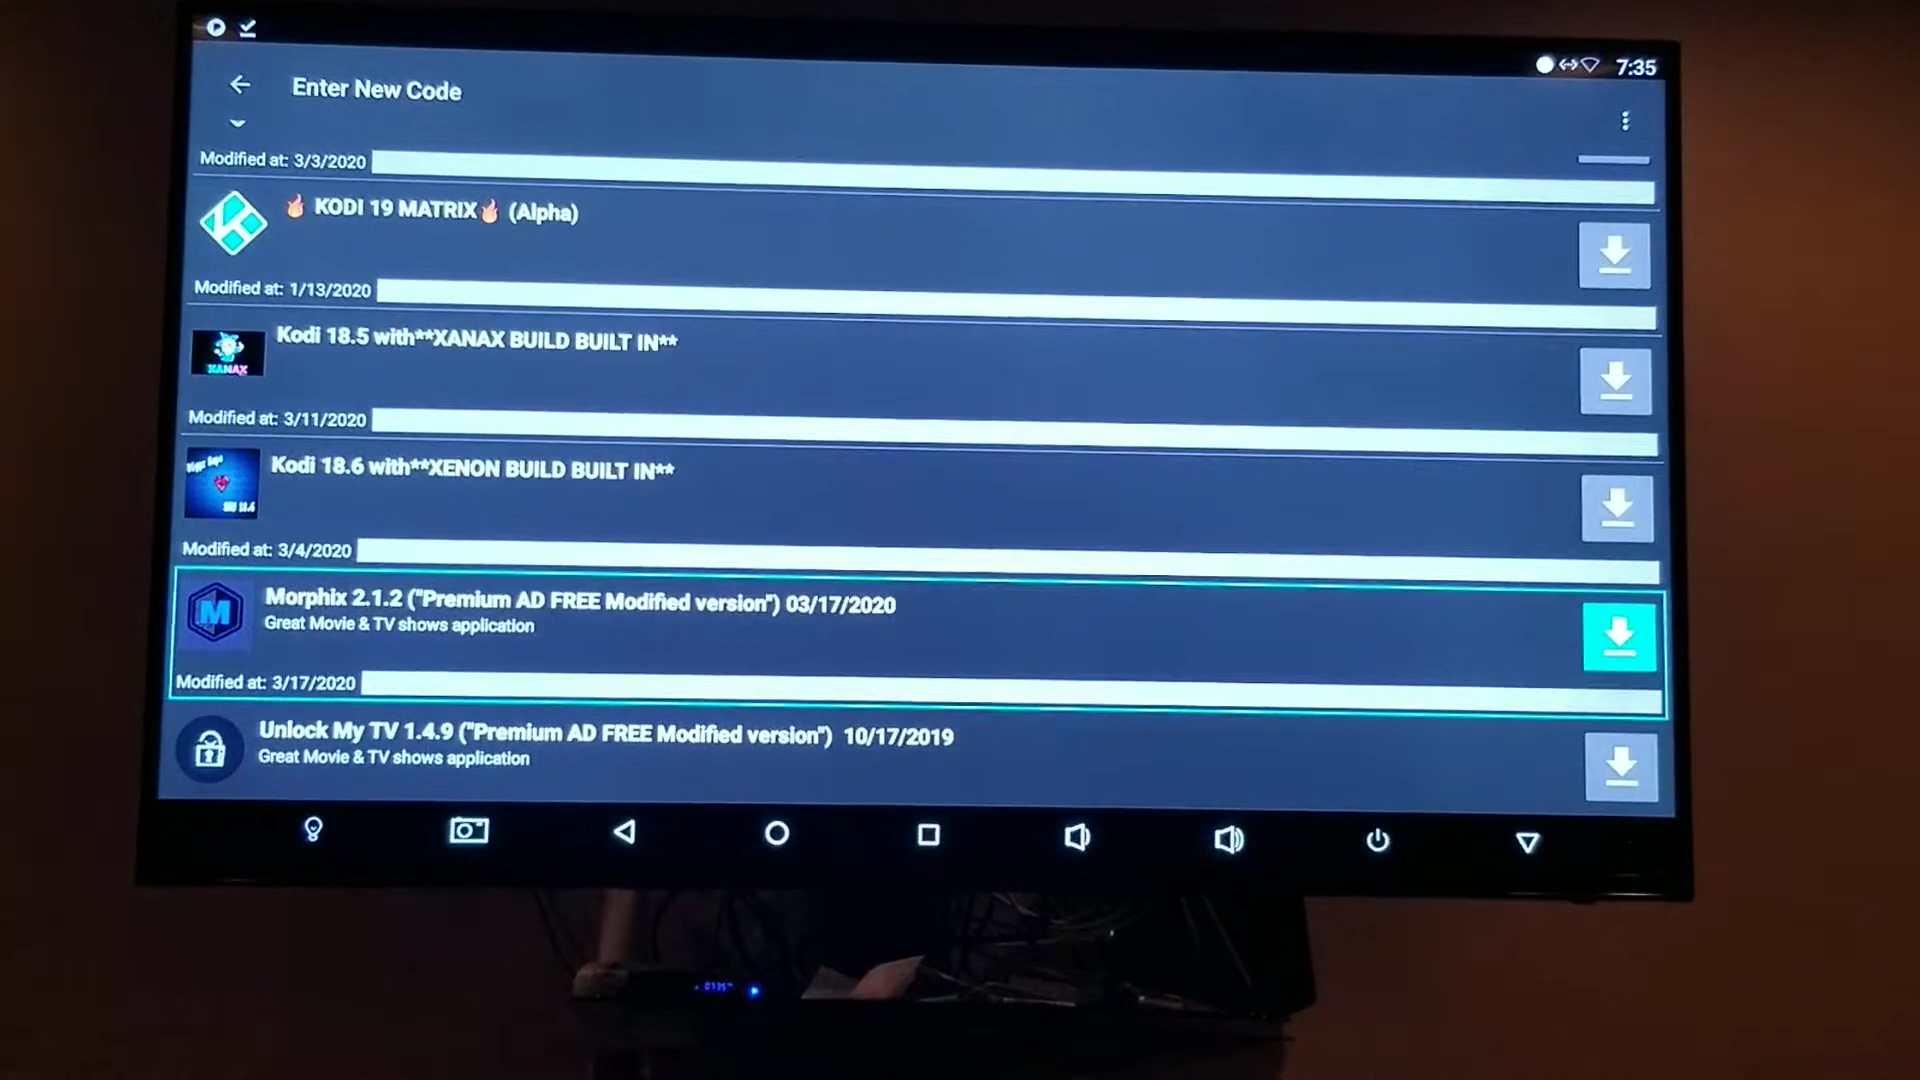 7:35
Enter New Code
Modified at: 3/3/2020
🔥 KODI 19 MATRIX🔥 (Alpha)
Modified at: 1/13/2020
Kodi 18.5 with**XANAX BUILD BUILT IN**
XANAX
Modified at: 3/11/2020
Kodi 18.6 with**XENON BUILD BUILT IN**
Modified at: 3/4/2020
M
Morphix 2.1.2 ("Premium AD FREE Modified version") 03/17/2020
Great Movie & TV shows application
Modified at: 3/17/2020
Unlock My TV 1.4.9 ("Premium AD FREE Modified version") 10/17/2019
Great Movie & TV shows application